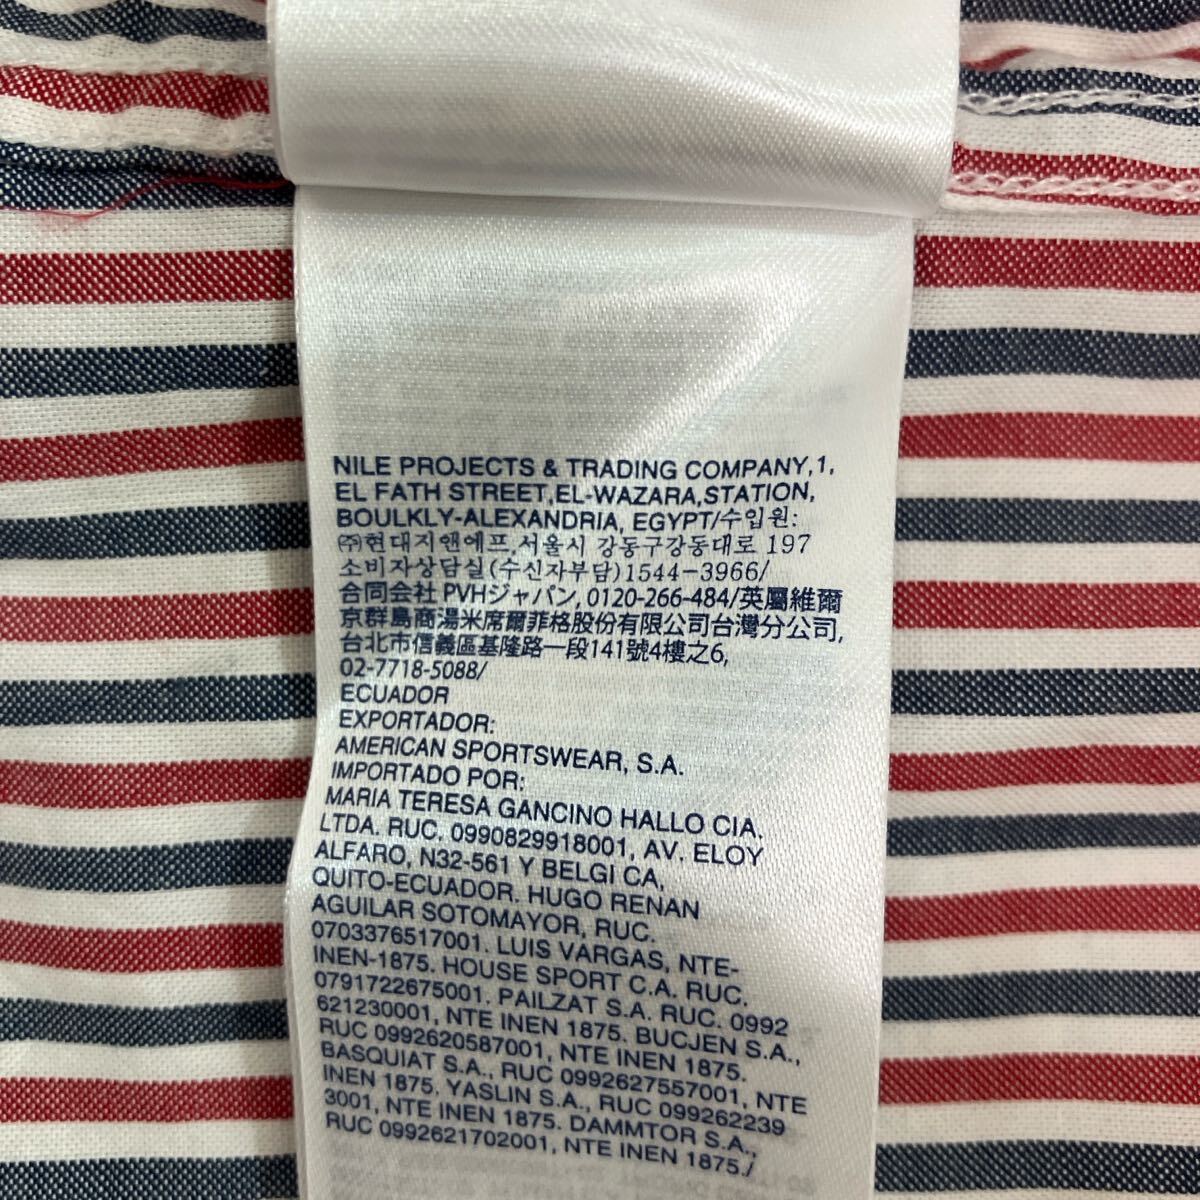 NILE PROJECTS & TRADING COMPANY,1,
EL FATH STREET,EL-WAZARA,STATION,
BOULKLY-ALEXANDRIA, EGYPT/수입원:
㈜현대지앤에프,서울시 강동구강동대로 197
소비자상담실(수신자부담)1544-3966/
合同会社 PVHジャパン, 0120-266-484/英屬維爾
京群島商湯米席爾菲格股份有限公司台灣分公司,
台北市信義區基隆路一段141號4樓之6,
02-7718-5088/
ECUADOR
EXPORTADOR:
AMERICAN SPORTSWEAR, S.A.
IMPORTADO POR:
MARIA TERESA GANCINO HALLO CIA.
LTDA. RUC. 0990829918001, AV. ELOY
ALFARO, N32-561 Y BELGI CA,
QUITO-ECUADOR. HUGO RENAN
AGUILAR SOTOMAYOR, RUC.
0703376517001. LUIS VARGAS, NTE-
INEN-1875. HOUSE SPORT C.A. RUC.
0791722675001. PAILZAT S.A. RUC. 0992
621230001, NTE INEN 1875. BUCJEN S.A.,
RUC 0992620587001, NTE INEN 1875.
BASQUIAT S.A., RUC 0992627557001, NTE
INEN 1875. YASLIN S.A., RUC 099262239
3001, NTE INEN 1875. DAMMTOR S.A.,
RUC 0992621702001, NTE INEN 1875./